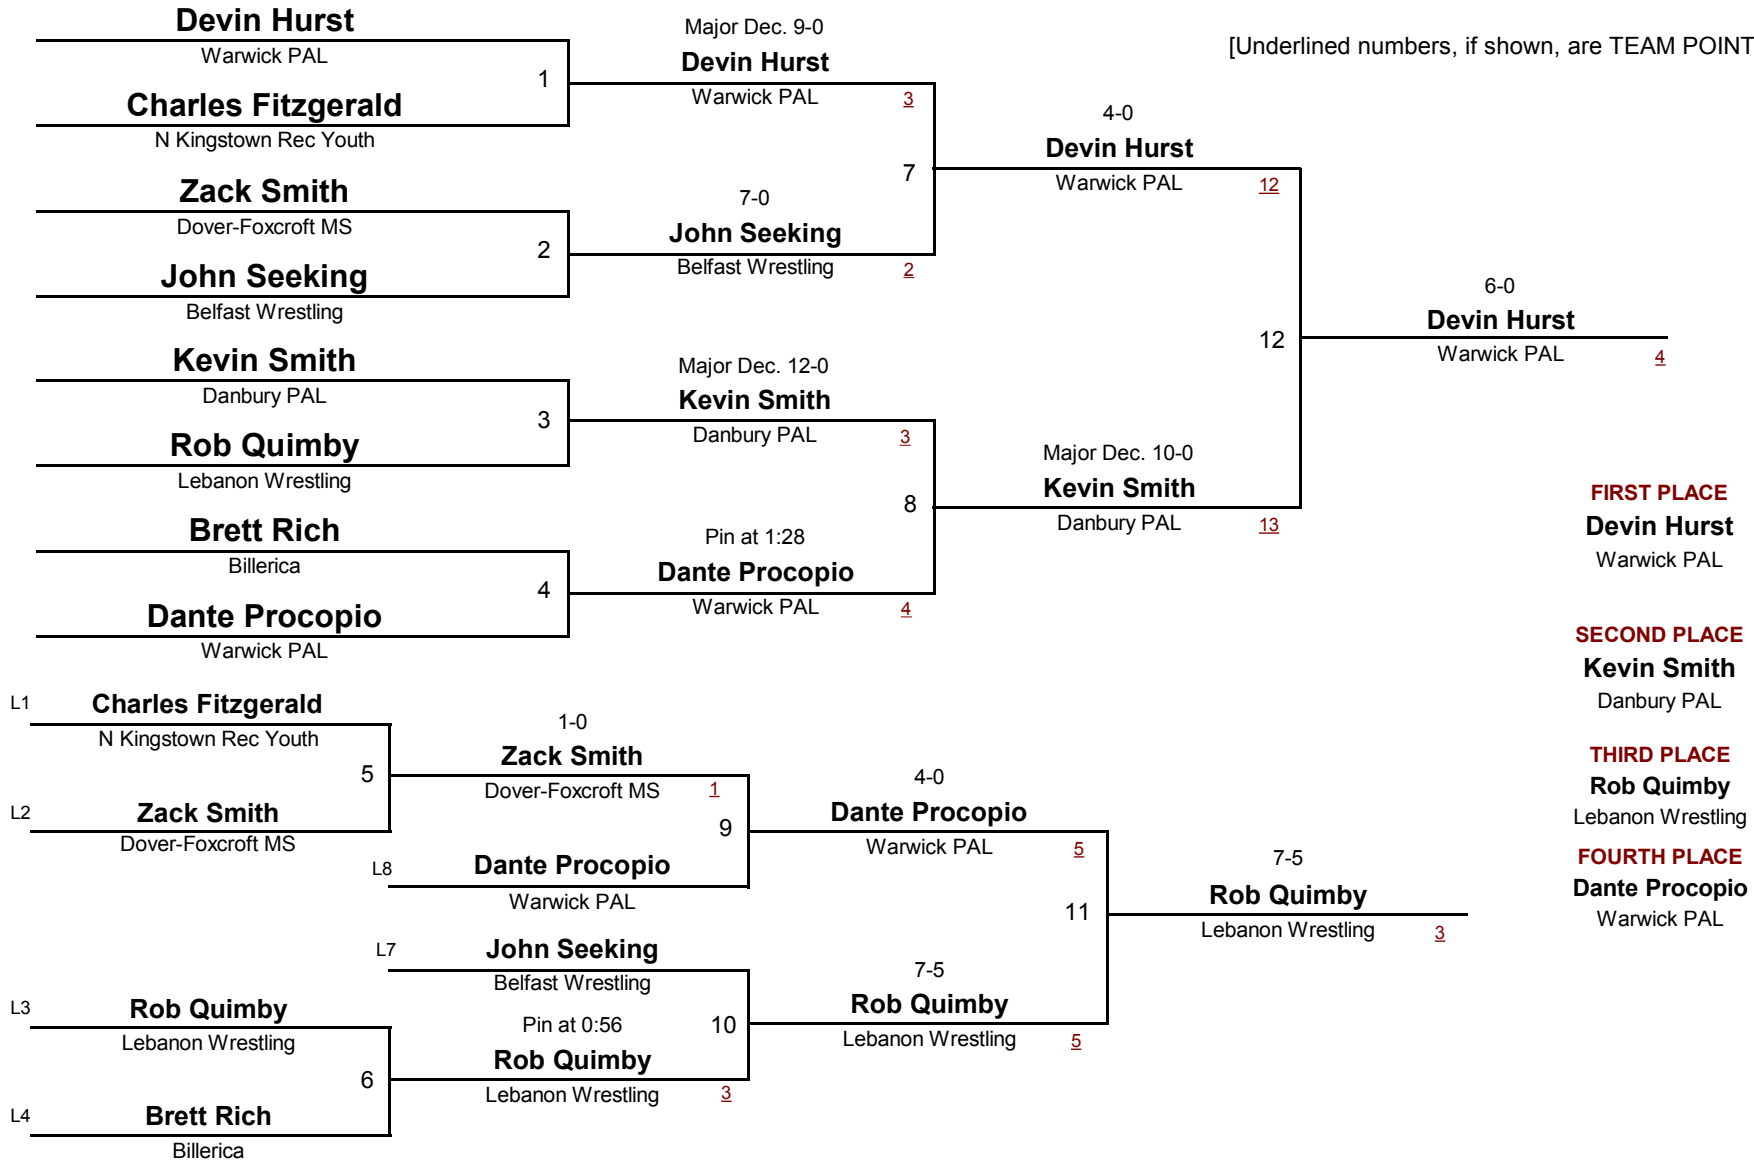 Devin Hurst
Warwick PAL
1
Charles Fitzgerald
N Kingstown Rec Youth
Zack Smith
Dover-Foxcroft MS
2
John Seeking
Belfast Wrestling
Kevin Smith
Danbury PAL
3
Rob Quimby
Lebanon Wrestling
Brett Rich
Billerica
4
Dante Procopio
Warwick PAL
Major Dec. 9-0
Devin Hurst
Warwick PAL 3
7
7-0
John Seeking
Belfast Wrestling 2
Major Dec. 12-0
Kevin Smith
Danbury PAL 3
8
Pin at 1:28
Dante Procopio
Warwick PAL 4
[Underlined numbers, if shown, are TEAM POINT
4-0
Devin Hurst
Warwick PAL 12
12
Major Dec. 10-0
Kevin Smith
Danbury PAL 13
6-0
Devin Hurst
Warwick PAL 4
FIRST PLACE
Devin Hurst
Warwick PAL
SECOND PLACE
Kevin Smith
Danbury PAL
THIRD PLACE
Rob Quimby
Lebanon Wrestling
FOURTH PLACE
Dante Procopio
Warwick PAL
L1 Charles Fitzgerald
N Kingstown Rec Youth
5
L2 Zack Smith
Dover-Foxcroft MS
L3 Rob Quimby
Lebanon Wrestling
6
L4 Brett Rich
Billerica
1-0
Zack Smith
Dover-Foxcroft MS 1
9
L8 Dante Procopio
Warwick PAL
L7 John Seeking
Belfast Wrestling
Pin at 0:56 10
Rob Quimby
Lebanon Wrestling 3
4-0
Dante Procopio
Warwick PAL 5
11
7-5
Rob Quimby
Lebanon Wrestling 5
7-5
Rob Quimby
Lebanon Wrestling 3